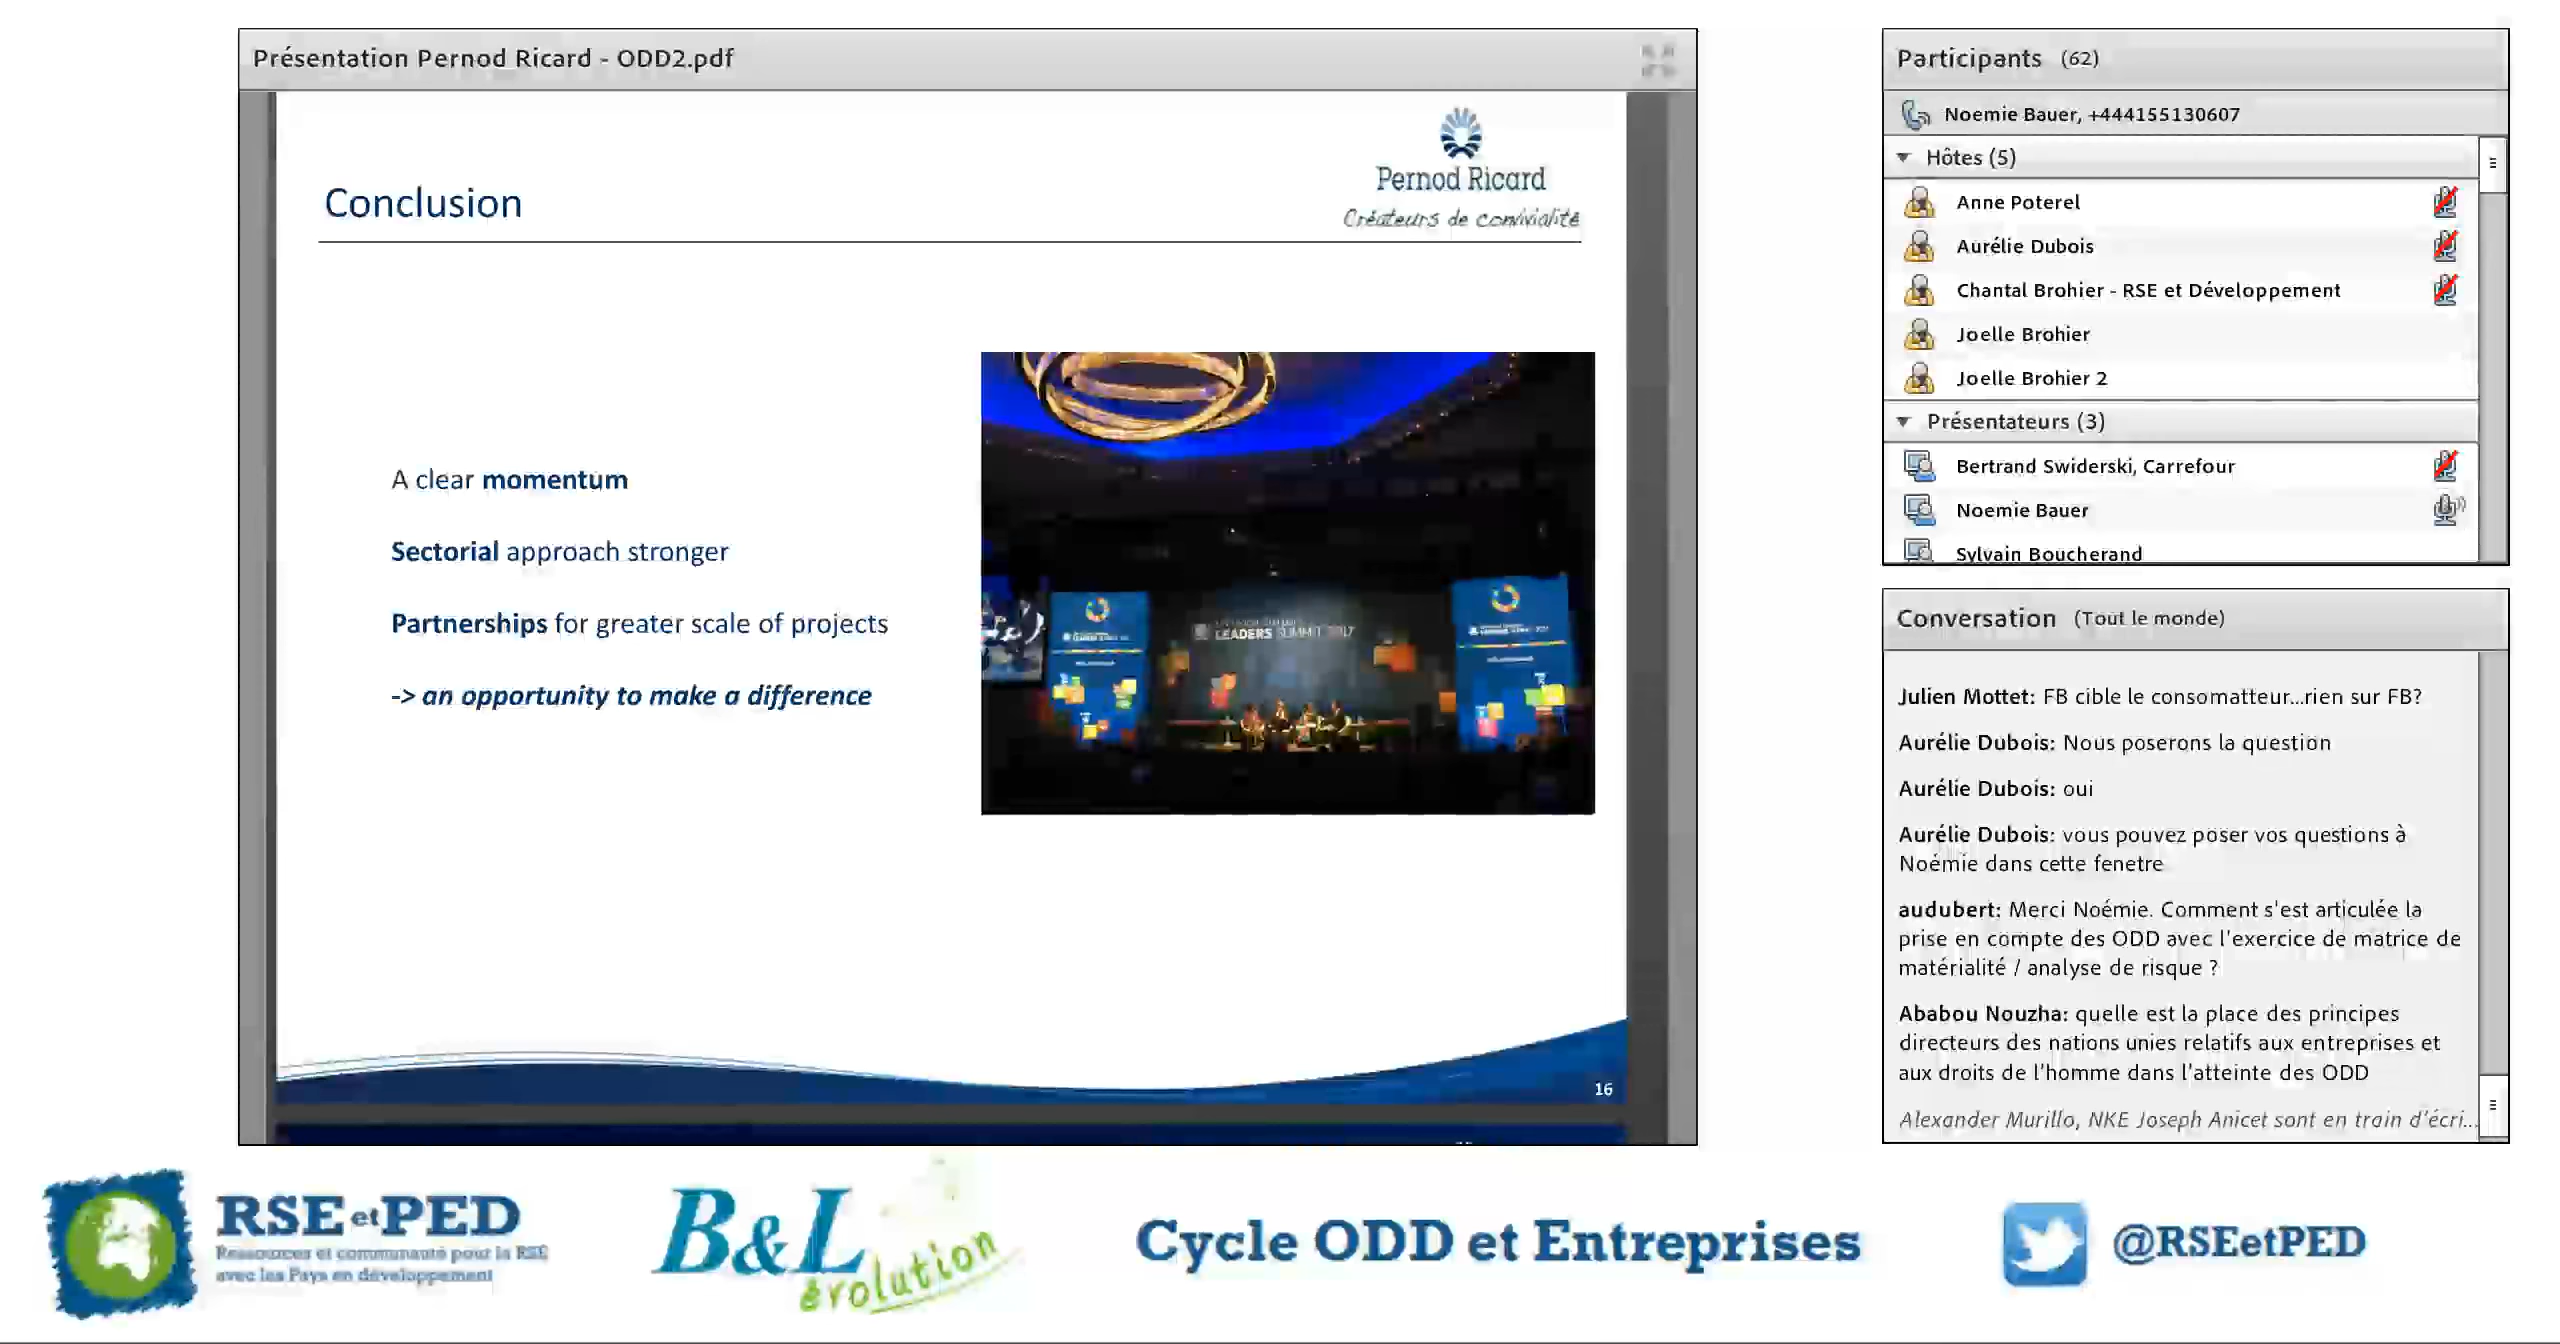 Présentation Pernod Ricard - ODD2.pdf
Pernod Ricard
Créateurs de convivialité
Conclusion
A clear momentum
Sectorial approach stronger
Partnerships for greater scale of projects
-> an opportunity to make a difference
LEADERS SUMMIT 2017
16
Participants (62)
Noemie Bauer, +444155130607
Hôtes (5)
Anne Poterel
Aurélie Dubois
Chantal Brohier - RSE et Développement
Joelle Brohier
Joelle Brohier 2
Présentateurs (3)
Bertrand Swiderski, Carrefour
Noemie Bauer
Sylvain Boucherand
Conversation (Tout le monde)
Julien Mottet: FB cible le consomatteur...rien sur FB?
Aurélie Dubois: Nous poserons la question
Aurélie Dubois: oui
Aurélie Dubois: vous pouvez poser vos questions à
Noémie dans cette fenetre
audubert: Merci Noémie. Comment s'est articulée la
prise en compte des ODD avec l'exercice de matrice de
matérialité / analyse de risque ?
Ababou Nouzha: quelle est la place des principes
directeurs des nations unies relatifs aux entreprises et
aux droits de l'homme dans l'atteinte des ODD
Alexander Murillo, NKE Joseph Anicet sont en train d'écri...
RSE et PED
Ressources et communauté pour la RSE
avec les Pays en développement
B&L
évolution
Cycle ODD et Entreprises
@RSEetPED